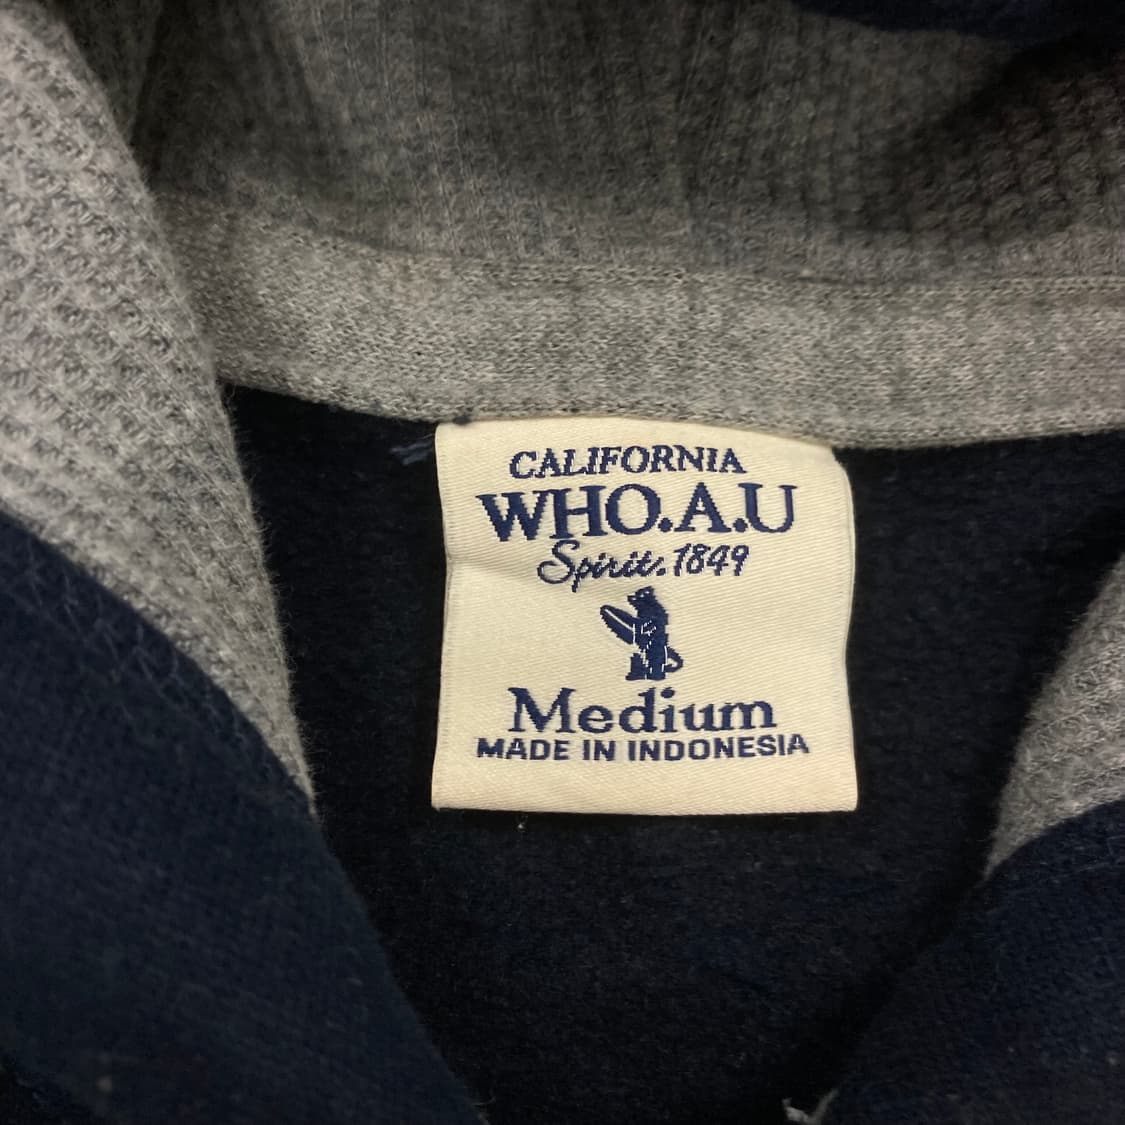 CALIFORNIA
WHO.A.U
Spirit.1849
Medium
MADE IN INDONESIA